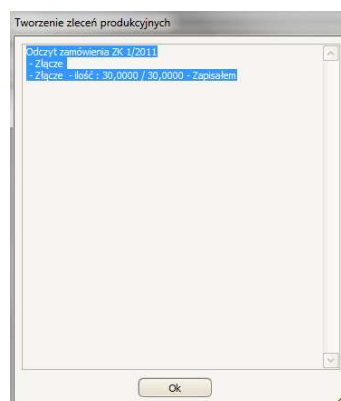 Tworzenie zleceń produkcyjnych
Odczyt zamówienia ZK 1/2011
- Złącze
- Złącze - ilość : 30,0000 / 30,0000 - Zapisałem
Ok